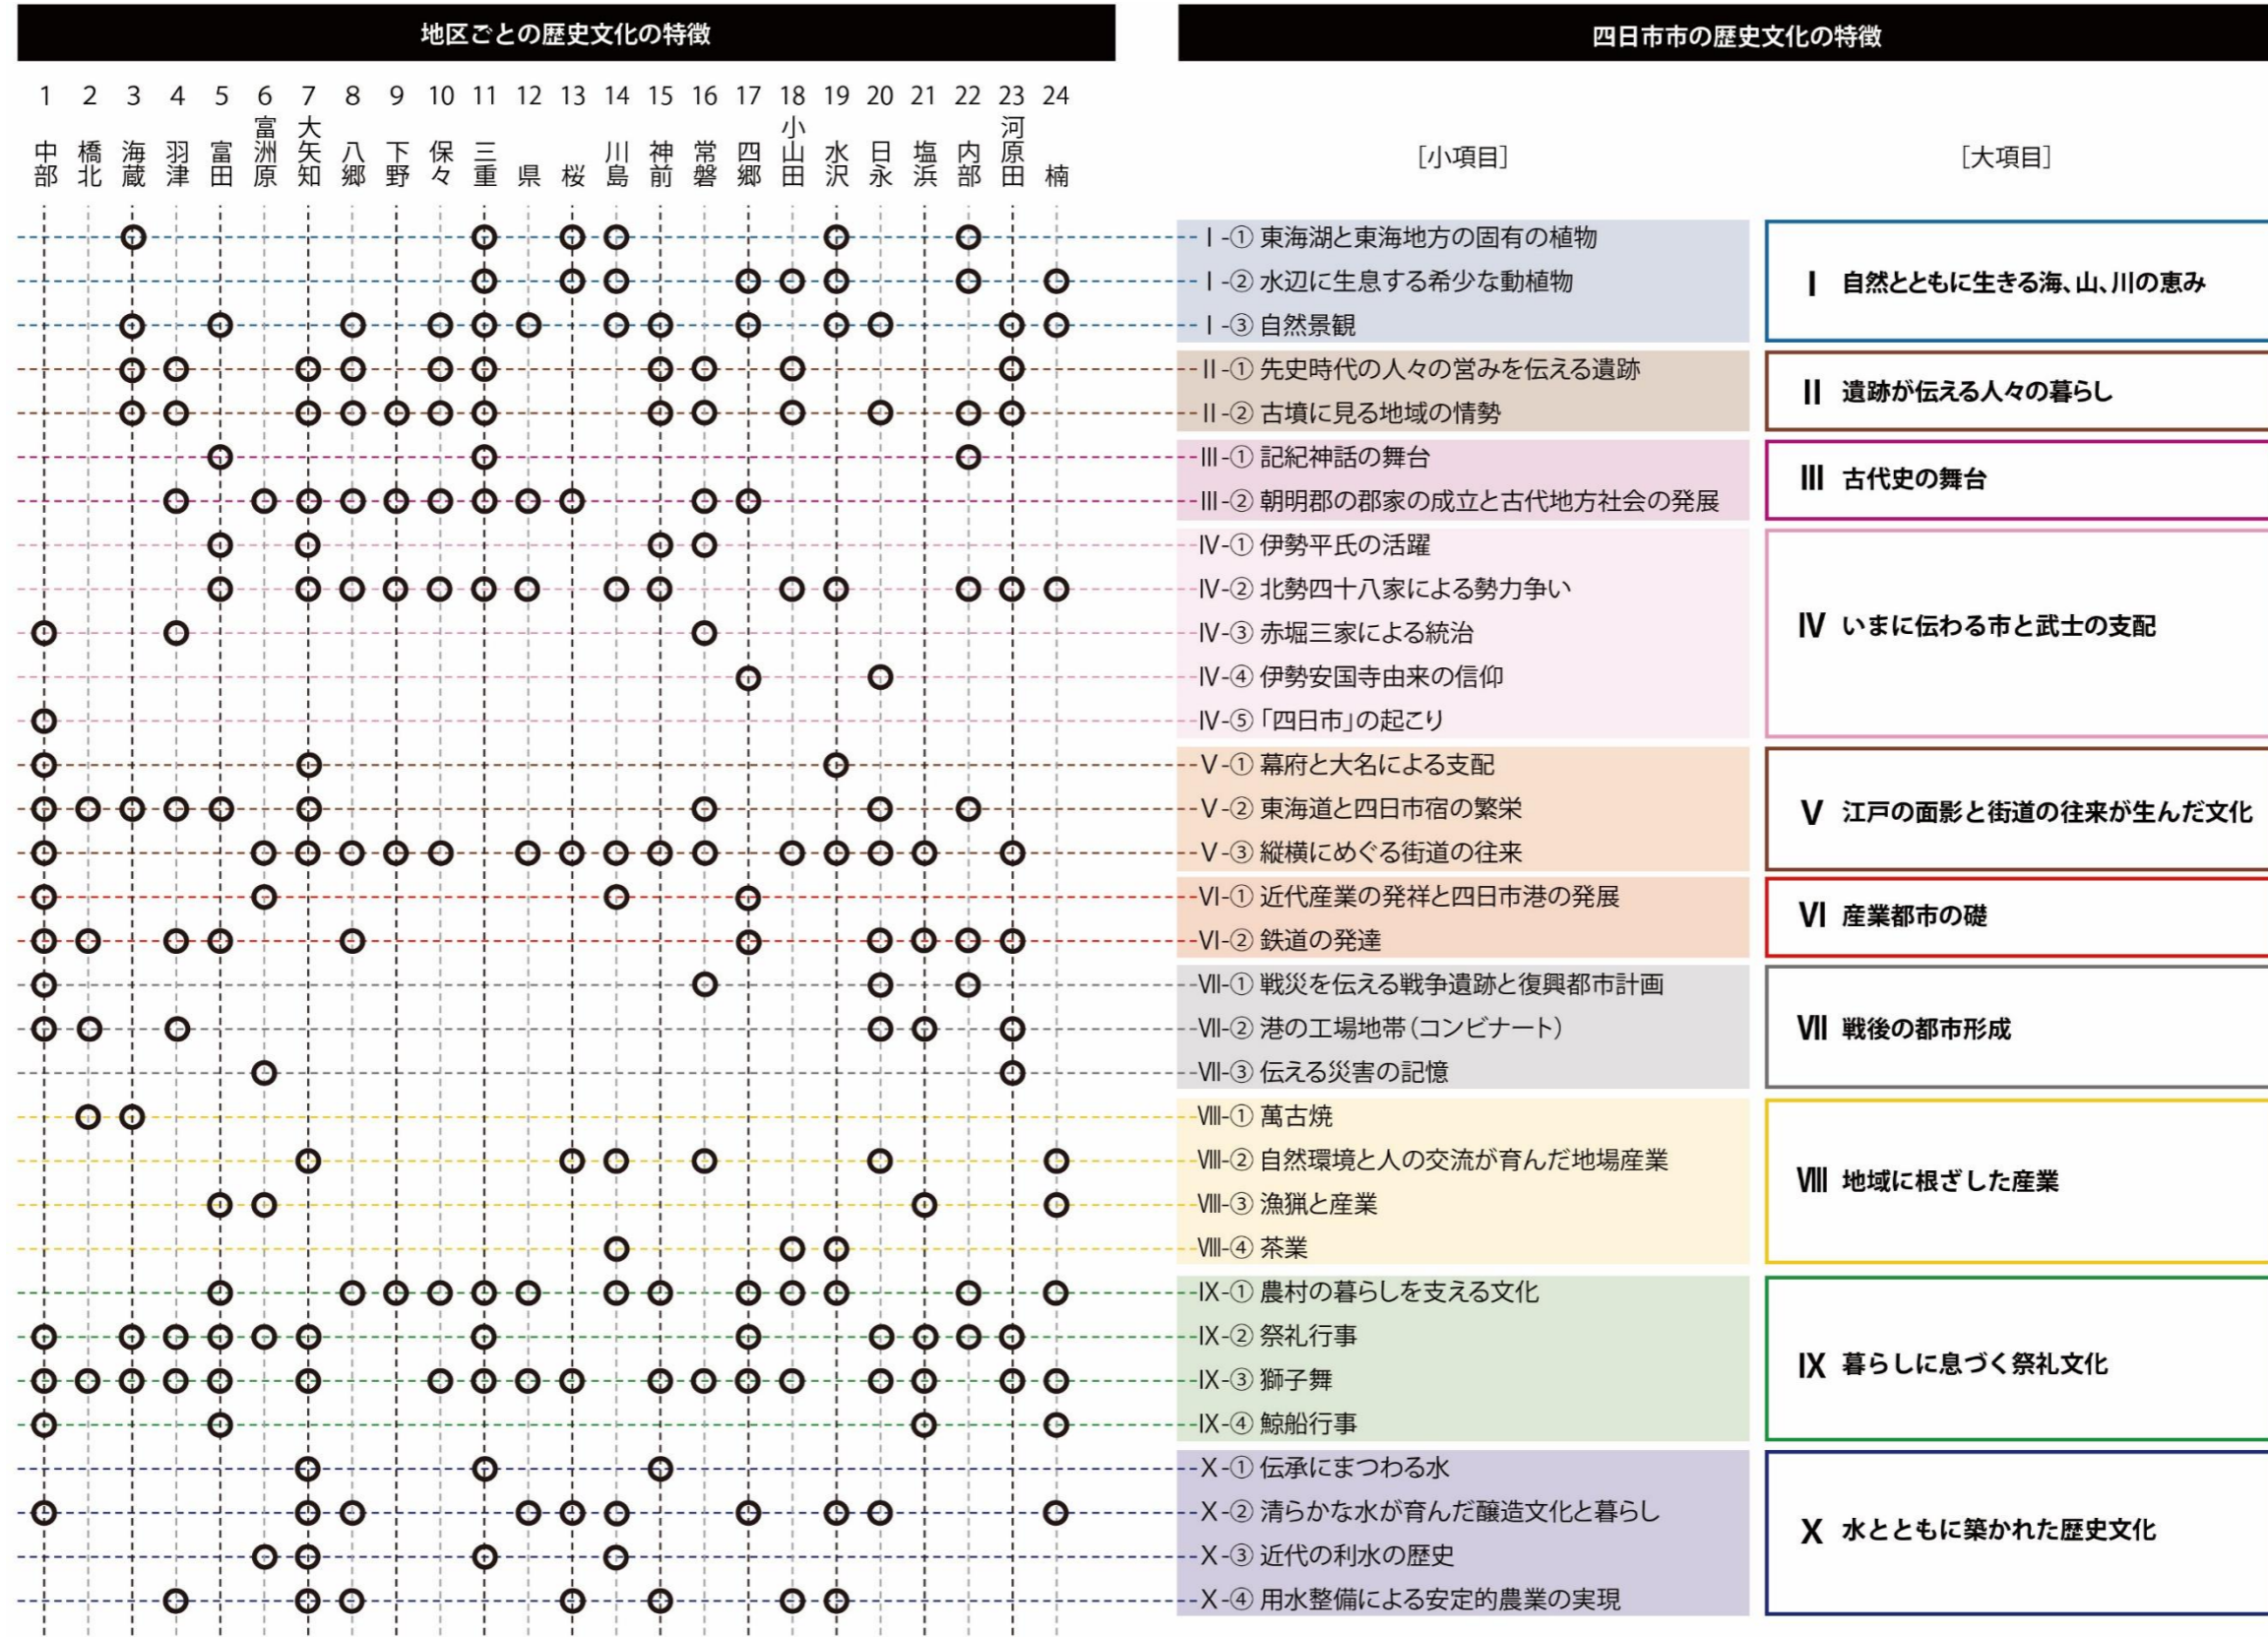 地区ごとの歴史文化の特徴
四日市市の歴史文化の特徴
1 2 3 4 5 6 7 8 9 10 11 12 13 14 15 16 17 18 19 20 21 22 23 24
中部
橋北
海蔵
羽津
富田
富洲原
大矢知
八郷
下野
保々
三重
県
桜
川島
神前
常磐
四郷
小山田
水沢
日永
塩浜
内部
河原田
楠
［小項目］
［大項目］
Ⅰ-① 東海湖と東海地方の固有の植物
Ⅰ-② 水辺に生息する希少な動植物
Ⅰ-③ 自然景観
Ⅰ 自然とともに生きる海、山、川の恵み
Ⅱ-① 先史時代の人々の営みを伝える遺跡
Ⅱ-② 古墳に見る地域の情勢
Ⅱ 遺跡が伝える人々の暮らし
Ⅲ-① 記紀神話の舞台
Ⅲ-② 朝明郡の郡家の成立と古代地方社会の発展
Ⅲ 古代史の舞台
Ⅳ-① 伊勢平氏の活躍
Ⅳ-② 北勢四十八家による勢力争い
Ⅳ-③ 赤堀三家による統治
Ⅳ-④ 伊勢安国寺由来の信仰
Ⅳ-⑤ 「四日市」の起こり
Ⅳ いまに伝わる市と武士の支配
Ⅴ-① 幕府と大名による支配
Ⅴ-② 東海道と四日市宿の繁栄
Ⅴ-③ 縦横にめぐる街道の往来
Ⅴ 江戸の面影と街道の往来が生んだ文化
Ⅵ-① 近代産業の発祥と四日市港の発展
Ⅵ-② 鉄道の発達
Ⅵ 産業都市の礎
Ⅶ-① 戦災を伝える戦争遺跡と復興都市計画
Ⅶ-② 港の工場地帯（コンビナート）
Ⅶ-③ 伝える災害の記憶
Ⅶ 戦後の都市形成
Ⅷ-① 萬古焼
Ⅷ-② 自然環境と人の交流が育んだ地場産業
Ⅷ-③ 漁猟と産業
Ⅷ-④ 茶業
Ⅷ 地域に根ざした産業
Ⅸ-① 農村の暮らしを支える文化
Ⅸ-② 祭礼行事
Ⅸ-③ 獅子舞
Ⅸ-④ 鯨船行事
Ⅸ 暮らしに息づく祭礼文化
Ⅹ-① 伝承にまつわる水
Ⅹ-② 清らかな水が育んだ醸造文化と暮らし
Ⅹ-③ 近代の利水の歴史
Ⅹ-④ 用水整備による安定的農業の実現
Ⅹ 水とともに築かれた歴史文化